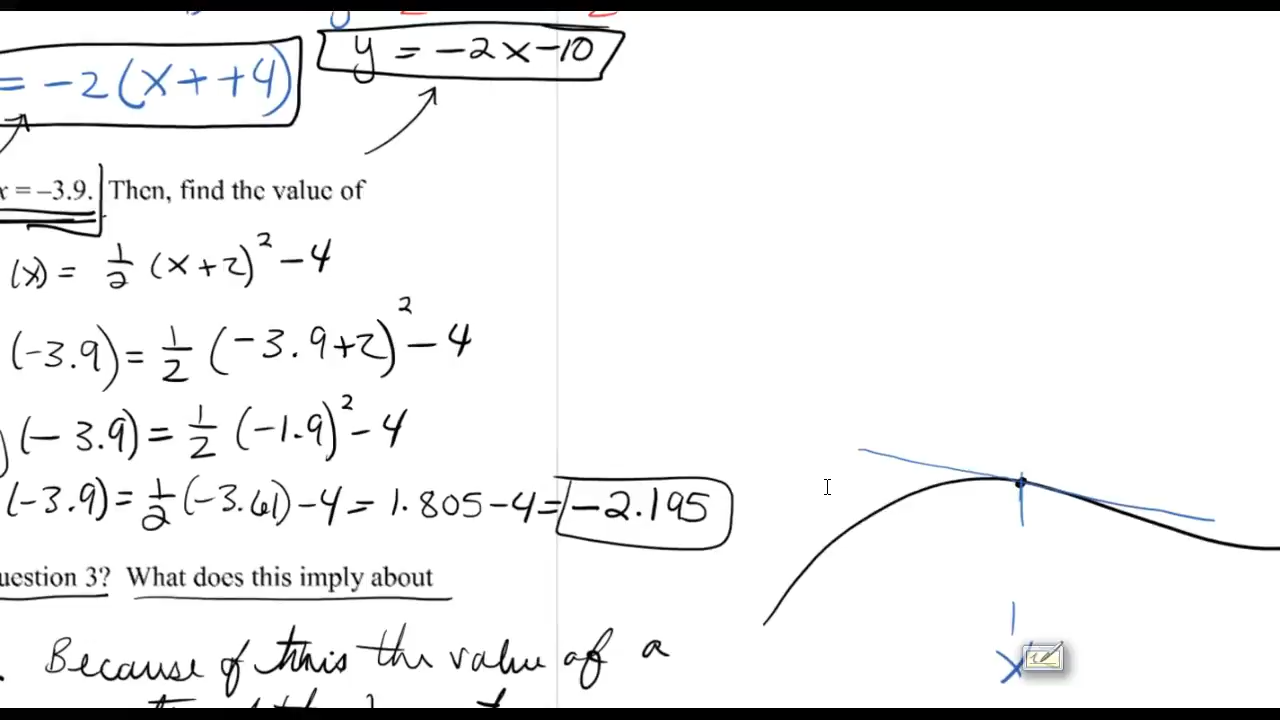 y = -2x-10
= -2(x++4)
x = –3.9. Then, find the value of
(x) = 1/2 (x+2)² - 4
(-3.9) = 1/2 (-3.9+2)² - 4
(-3.9) = 1/2 (-1.9)² - 4
(-3.9) = 1/2 (-3.61) - 4 = 1.805 - 4 = -2.195
uestion 3? What does this imply about
. Because of this the value of a
x